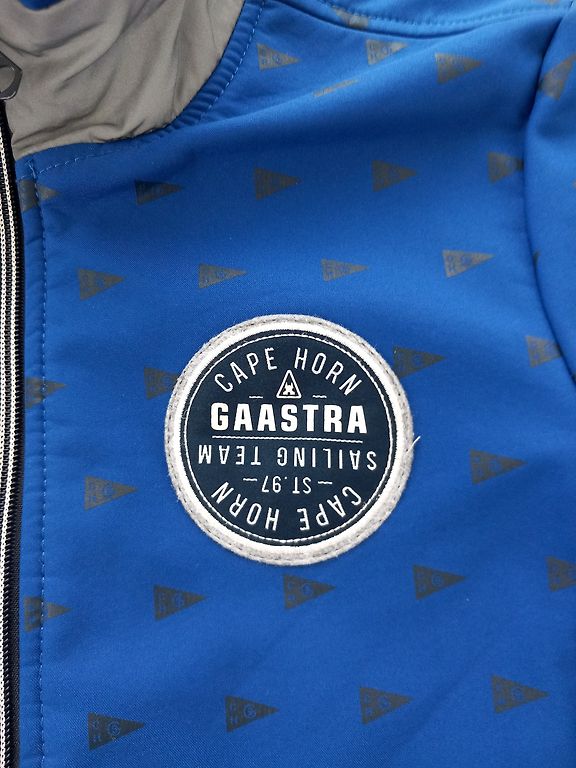 CAPE HORN
GAASTRA
SAILING TEAM
ST.97
CAPE HORN